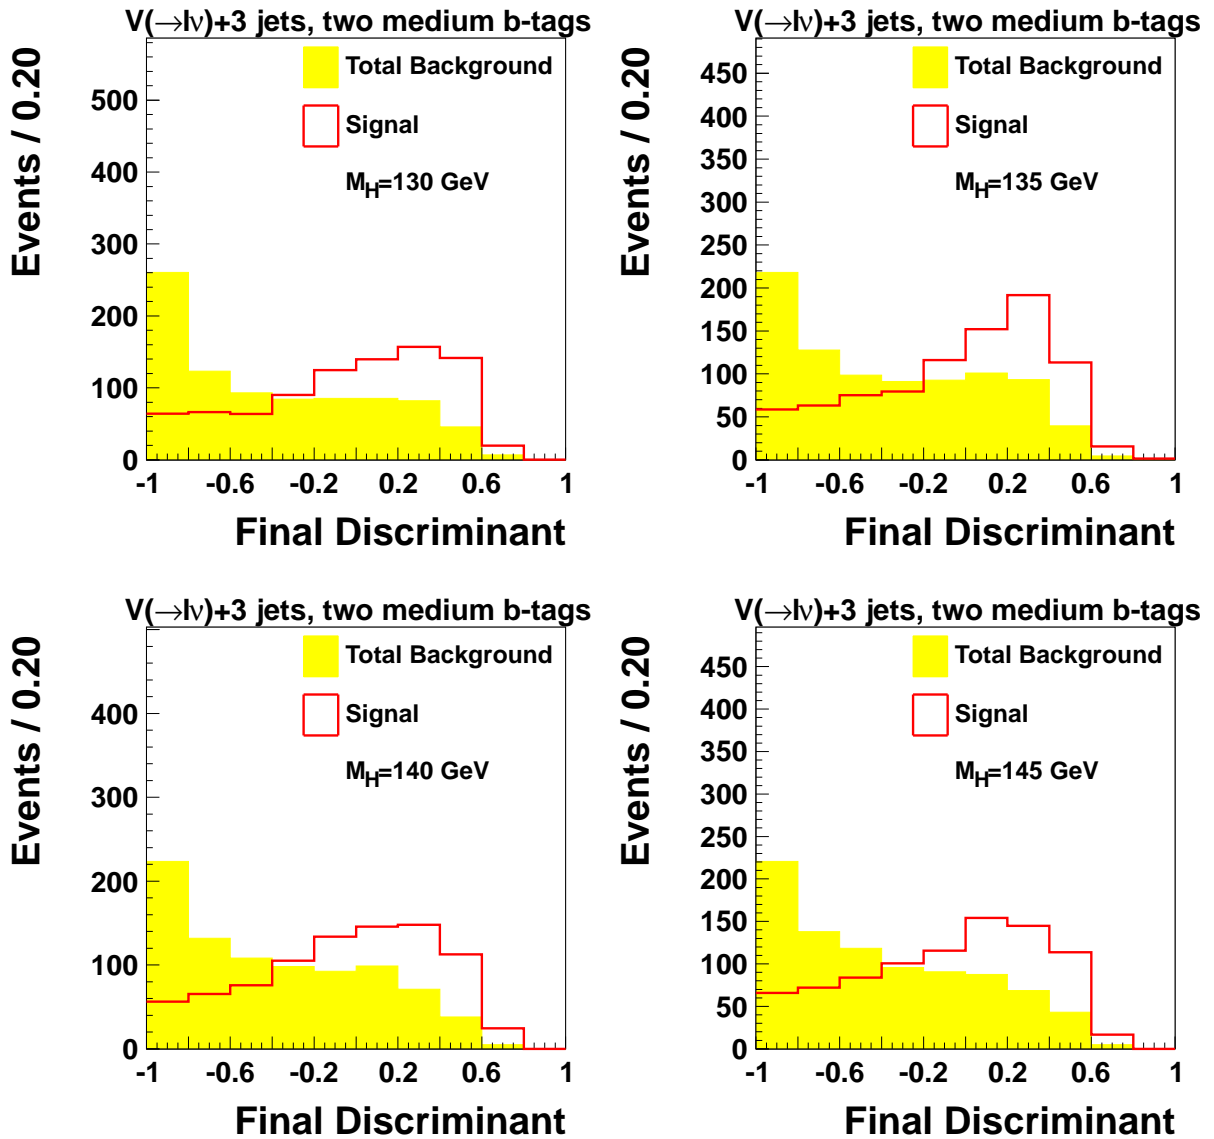 V(→lν)+3 jets, two medium b-tags
Events / 0.20
Total Background
Signal
M_H=130 GeV
500
400
300
200
100
0
-1 -0.6 -0.2 0.2 0.6 1
Final Discriminant
V(→lν)+3 jets, two medium b-tags
Events / 0.20
Total Background
Signal
M_H=135 GeV
450
400
350
300
250
200
150
100
50
0
-1 -0.6 -0.2 0.2 0.6 1
Final Discriminant
V(→lν)+3 jets, two medium b-tags
Events / 0.20
Total Background
Signal
M_H=140 GeV
400
300
200
100
0
-1 -0.6 -0.2 0.2 0.6 1
Final Discriminant
V(→lν)+3 jets, two medium b-tags
Events / 0.20
Total Background
Signal
M_H=145 GeV
450
400
350
300
250
200
150
100
50
0
-1 -0.6 -0.2 0.2 0.6 1
Final Discriminant